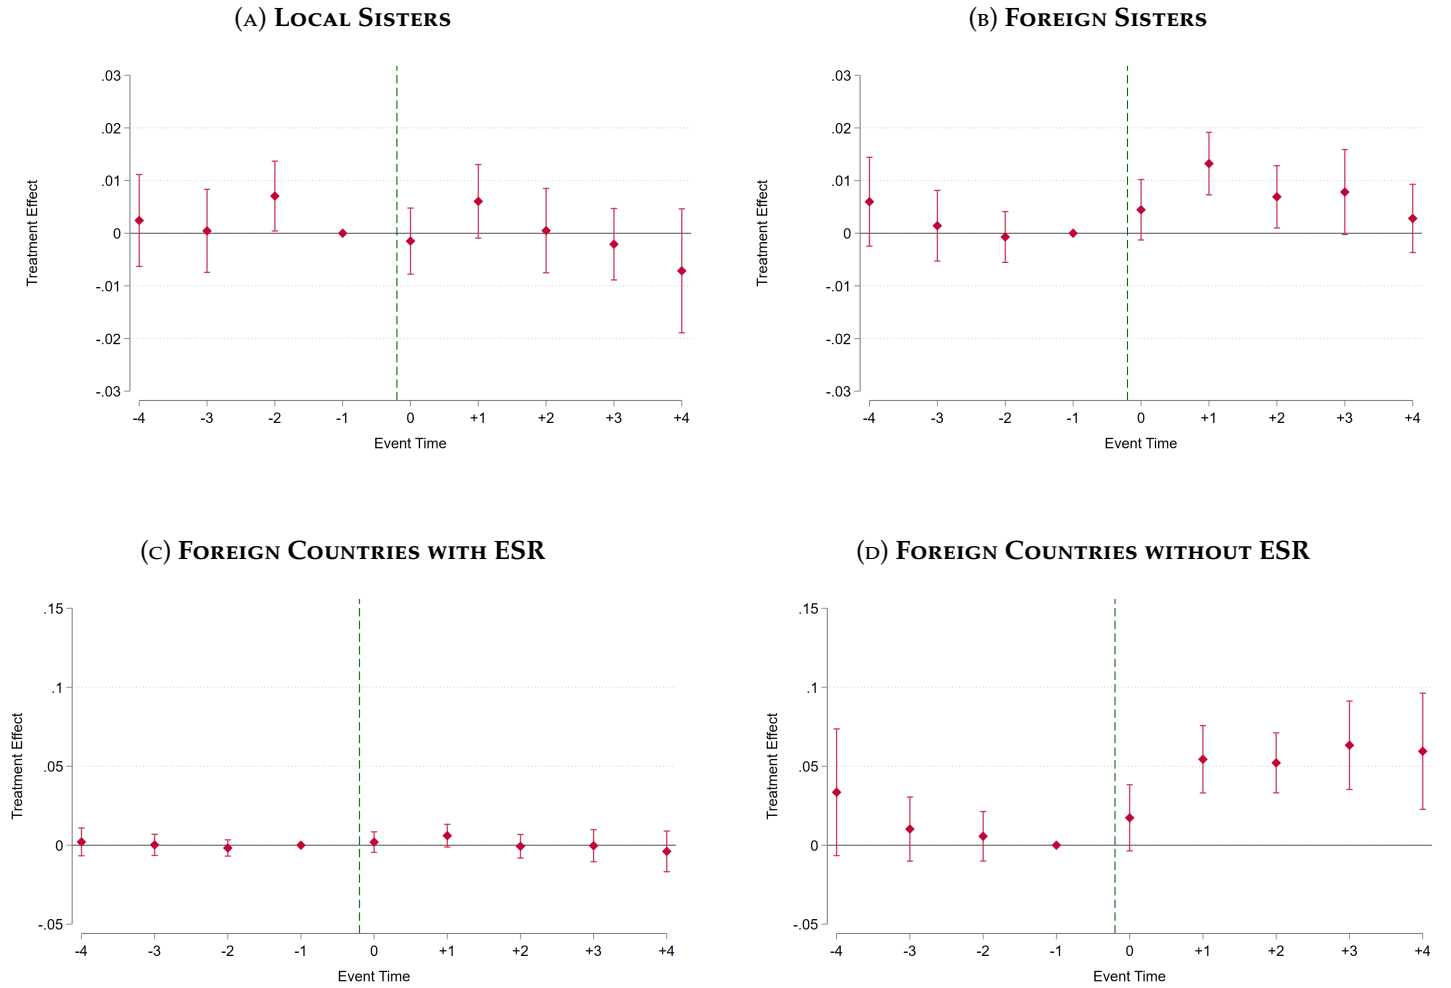 (A) LOCAL SISTERS
.03
.02
.01
0
-.01
-.02
-.03
Treatment Effect
-4 -3 -2 -1 0 +1 +2 +3 +4
Event Time
(B) FOREIGN SISTERS
.03
.02
.01
0
-.01
-.02
-.03
Treatment Effect
-4 -3 -2 -1 0 +1 +2 +3 +4
Event Time
(C) FOREIGN COUNTRIES WITH ESR
.15
.1
.05
0
-.05
Treatment Effect
-4 -3 -2 -1 0 +1 +2 +3 +4
Event Time
(D) FOREIGN COUNTRIES WITHOUT ESR
.15
.1
.05
0
-.05
Treatment Effect
-4 -3 -2 -1 0 +1 +2 +3 +4
Event Time